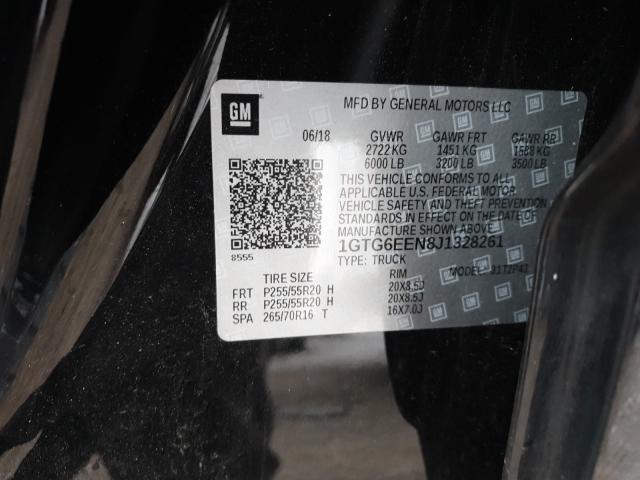 GM
MFD BY GENERAL MOTORS LLC
06/18 GVWR GAWR FRT GAWR RR
2722 KG 1451 KG 1588 KG
6000 LB 3200 LB 3500 LB
THIS VEHICLE CONFORMS TO ALL
APPLICABLE U.S. FEDERAL MOTOR
VEHICLE SAFETY AND THEFT PREVENTION
STANDARDS IN EFFECT ON THE DATE OF
MANUFACTURE SHOWN ABOVE.
8555 1GTG6EEN8J1328261
TYPE: TRUCK MODEL:
TIRE SIZE RIM
FRT P255/55R20 H 20X8.5J
RR P255/55R20 H 20X8.5J
SPA 265/70R16 T 16X7.0J